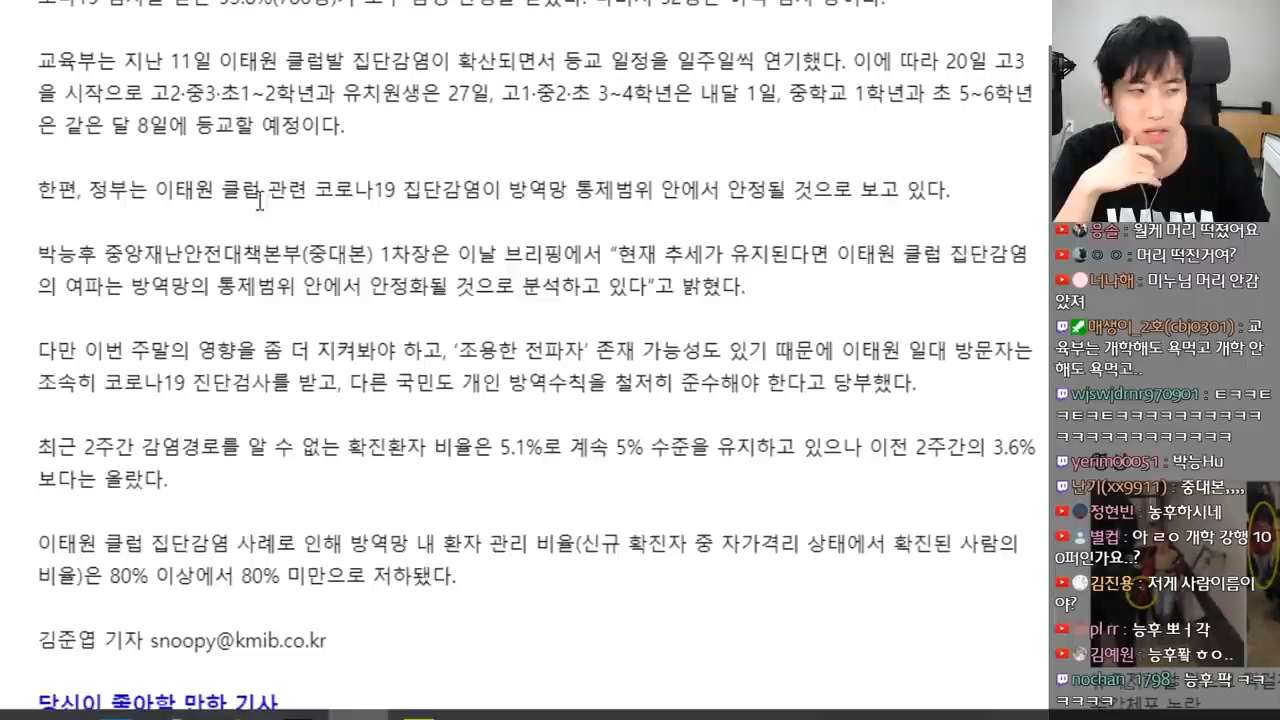 교육부는 지난 11일 이태원 클럽발 집단감염이 확산되면서 등교 일정을 일주일씩 연기했다. 이에 따라 20일 고3
을 시작으로 고2·중3·초1~2학년과 유치원생은 27일, 고1·중2·초 3~4학년은 내달 1일, 중학교 1학년과 초 5~6학년
은 같은 달 8일에 등교할 예정이다.
한편, 정부는 이태원 클럽 관련 코로나19 집단감염이 방역망 통제범위 안에서 안정될 것으로 보고 있다.
박능후 중앙재난안전대책본부(중대본) 1차장은 이날 브리핑에서 “현재 추세가 유지된다면 이태원 클럽 집단감염
의 여파는 방역망의 통제범위 안에서 안정화될 것으로 분석하고 있다”고 밝혔다.
다만 이번 주말의 영향을 좀 더 지켜봐야 하고, ‘조용한 전파자’ 존재 가능성도 있기 때문에 이태원 일대 방문자는
조속히 코로나19 진단검사를 받고, 다른 국민도 개인 방역수칙을 철저히 준수해야 한다고 당부했다.
최근 2주간 감염경로를 알 수 없는 확진환자 비율은 5.1%로 계속 5% 수준을 유지하고 있으나 이전 2주간의 3.6%
보다는 올랐다.
이태원 클럽 집단감염 사례로 인해 방역망 내 환자 관리 비율(신규 확진자 중 자가격리 상태에서 확진된 사람의
비율)은 80% 이상에서 80% 미만으로 저하됐다.
김준엽 기자 snoopy@kmib.co.kr
당신이 좋아할 만한 기사
응솔 : 월케 머리 떡졌어요
ㅇ ㅇ : 머리 떡진거여?
너나해 : 미누님 머리 안감
았져
매생이_2호(cbj0301) : 교
육부는 개학해도 욕먹고 개학 안
해도 욕먹고..
wjswjdrnr970901 : ㅌㅋㅋㅌ
ㅋㅌㅋㅌㅋㅋㅋㅋㅋㅋㅋㅋㅋㅋ
ㅋㅋㅋㅋㅋㅋㅋㅋㅋㅋㅋㅋ
yerim00051 : 박능Hu
난기(xx9911) : 중대본,,,,
정현빈 : 농후하시네
별컴 : 아 ㄹㅇ 개학 강행 10
0퍼인가요..?
김진용 : 저게 사람이름이
야?
pl rr : 능후 뽀ㅓ각
김예원 : 능후퐉 ㅎㅇ..
nochan_1798 : 능후 팍 ㅋㅋ
ㅋㅋㅋㅋ